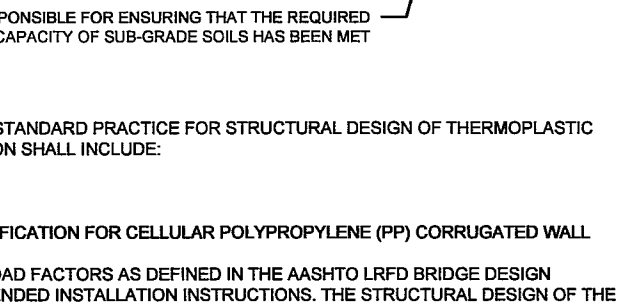 PONSIBLE FOR ENSURING THAT THE REQUIRED
CAPACITY OF SUB-GRADE SOILS HAS BEEN MET
STANDARD PRACTICE FOR STRUCTURAL DESIGN OF THERMOPLASTIC
ON SHALL INCLUDE:
FICATION FOR CELLULAR POLYPROPYLENE (PP) CORRUGATED WALL
OAD FACTORS AS DEFINED IN THE AASHTO LRFD BRIDGE DESIGN
ENDED INSTALLATION INSTRUCTIONS. THE STRUCTURAL DESIGN OF THE